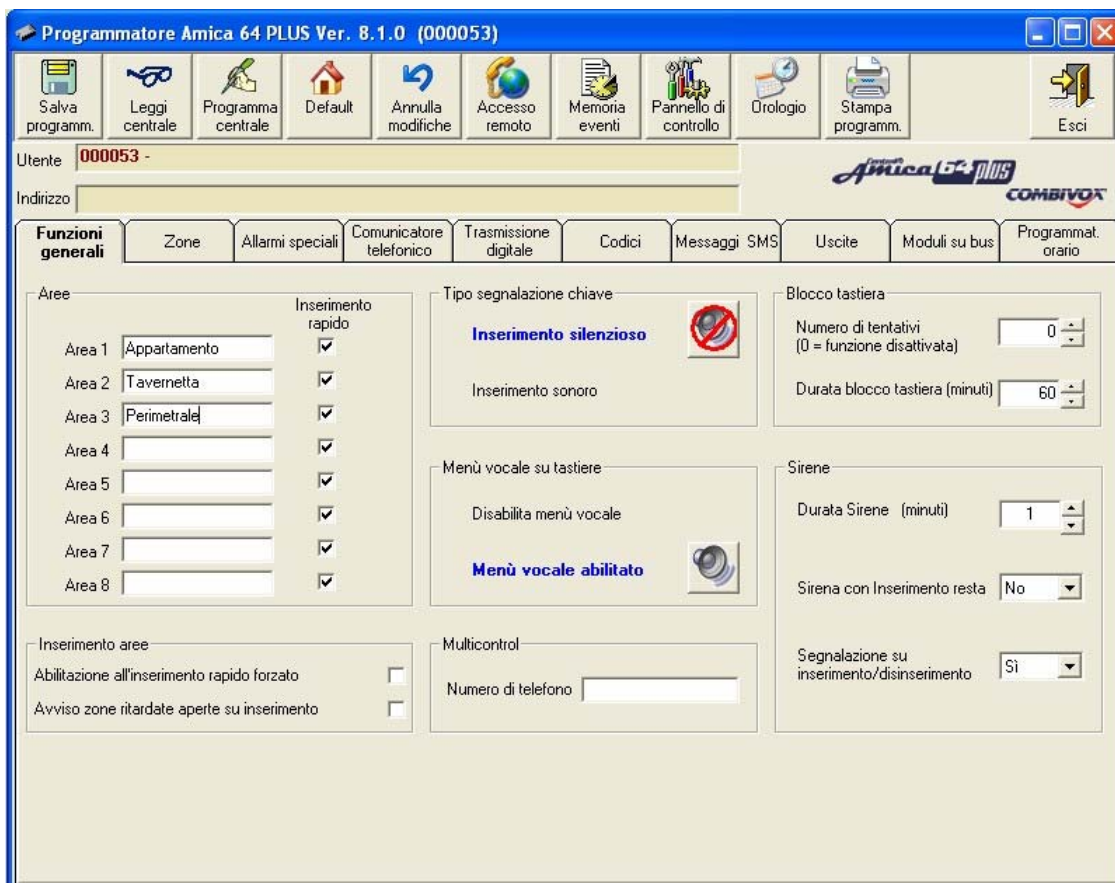 Programmatore Amica 64 PLUS Ver. 8.1.0 (000053)
Salva programm.
Leggi centrale
Programma centrale
Default
Annulla modifiche
Accesso remoto
Memoria eventi
Pannello di controllo
Orologio
Stampa programm.
Esci
Utente 000053 -
Indirizzo
Amica 64 PLUS
COMBIVOX
Funzioni generali
Zone
Allarmi speciali
Comunicatore telefonico
Trasmissione digitale
Codici
Messaggi SMS
Uscite
Moduli su bus
Programmat. orario
Aree
Inserimento rapido
Area 1 Appartamento
Area 2 Tavernetta
Area 3 Perimetrale
Area 4
Area 5
Area 6
Area 7
Area 8
Inserimento aree
Abilitazione all'inserimento rapido forzato
Avviso zone ritardate aperte su inserimento
Tipo segnalazione chiave
Inserimento silenzioso
Inserimento sonoro
Menù vocale su tastiere
Disabilita menù vocale
Menù vocale abilitato
Multicontrol
Numero di telefono
Blocco tastiera
Numero di tentativi
(0 = funzione disattivata) 0
Durata blocco tastiera (minuti) 60
Sirene
Durata Sirene (minuti) 1
Sirena con Inserimento resta No
Segnalazione su
inserimento/disinserimento Sì